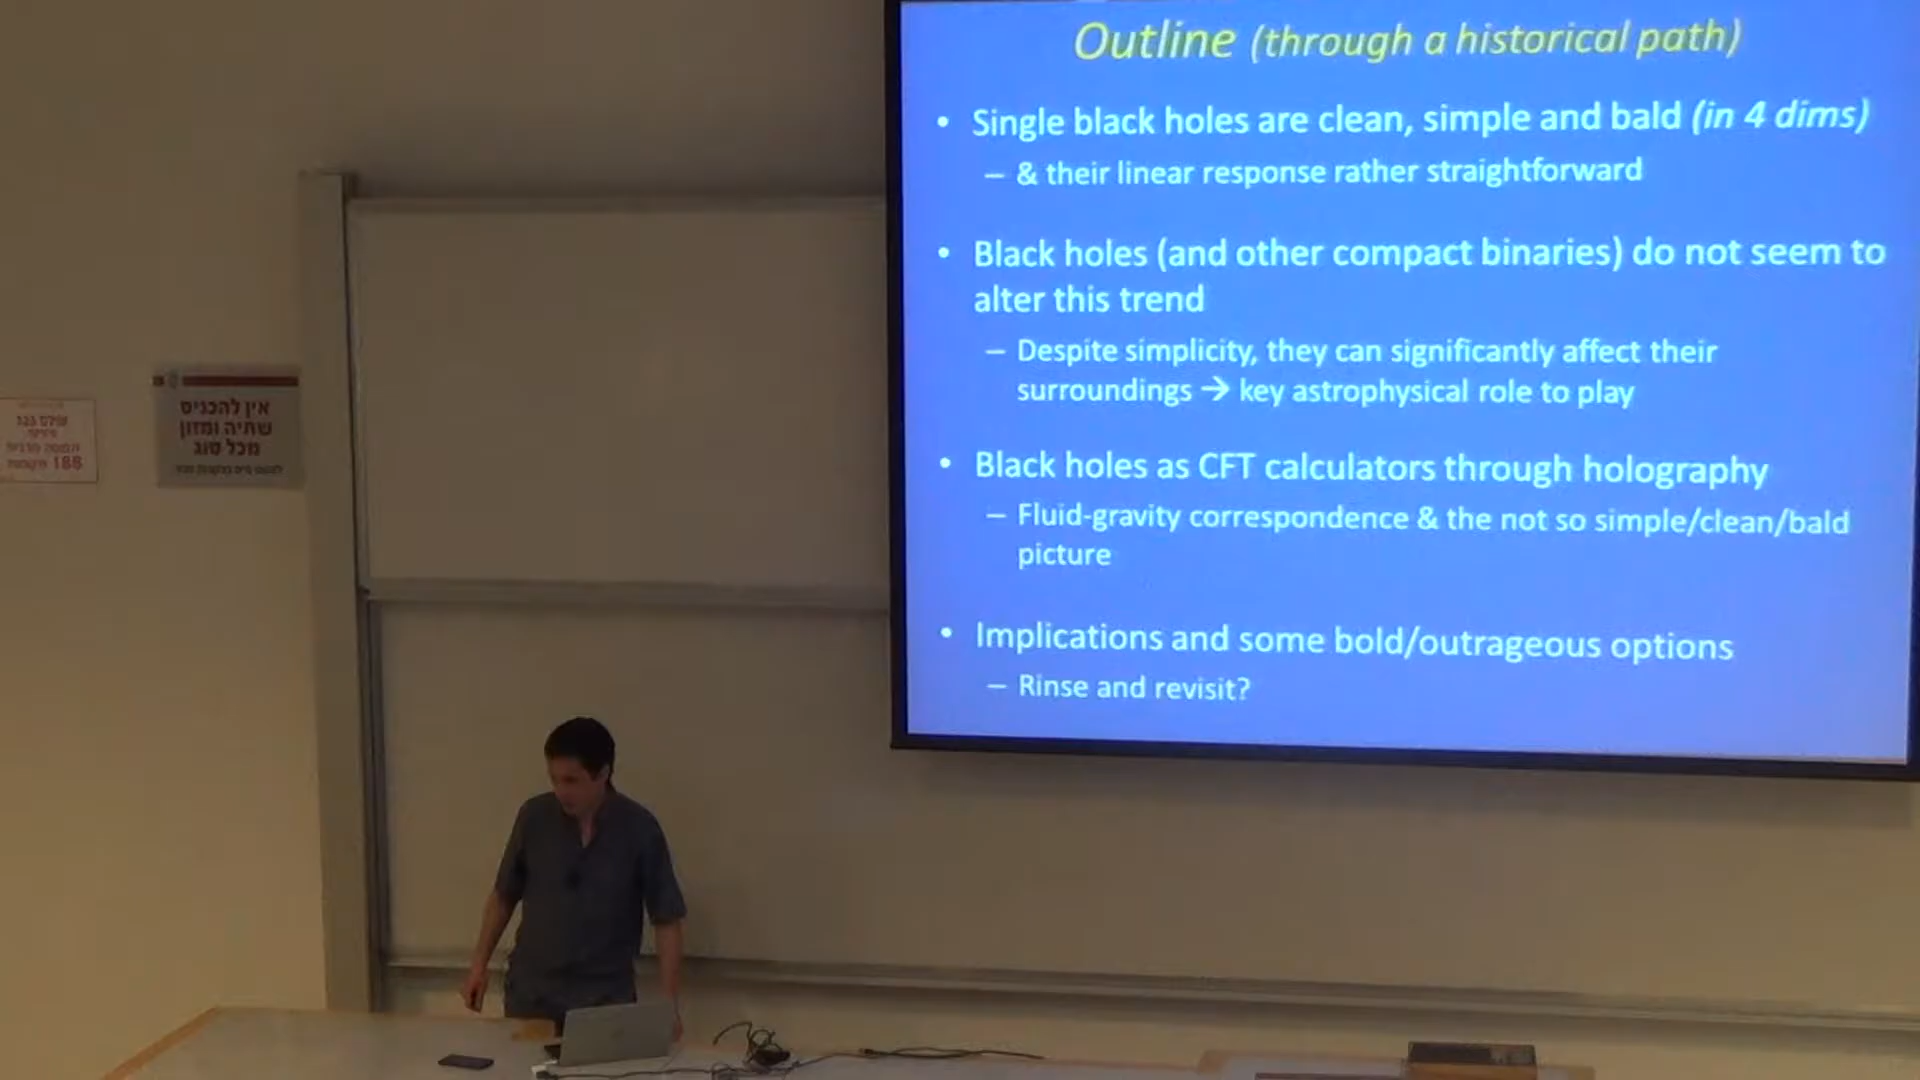 Outline (through a historical path)
• Single black holes are clean, simple and bald (in 4 dims)
– & their linear response rather straightforward
• Black holes (and other compact binaries) do not seem to
alter this trend
– Despite simplicity, they can significantly affect their
surroundings → key astrophysical role to play
• Black holes as CFT calculators through holography
– Fluid-gravity correspondence & the not so simple/clean/bald
picture
• Implications and some bold/outrageous options
– Rinse and revisit?
אין להכניס
שתיה ומזון
מכל סוג
188